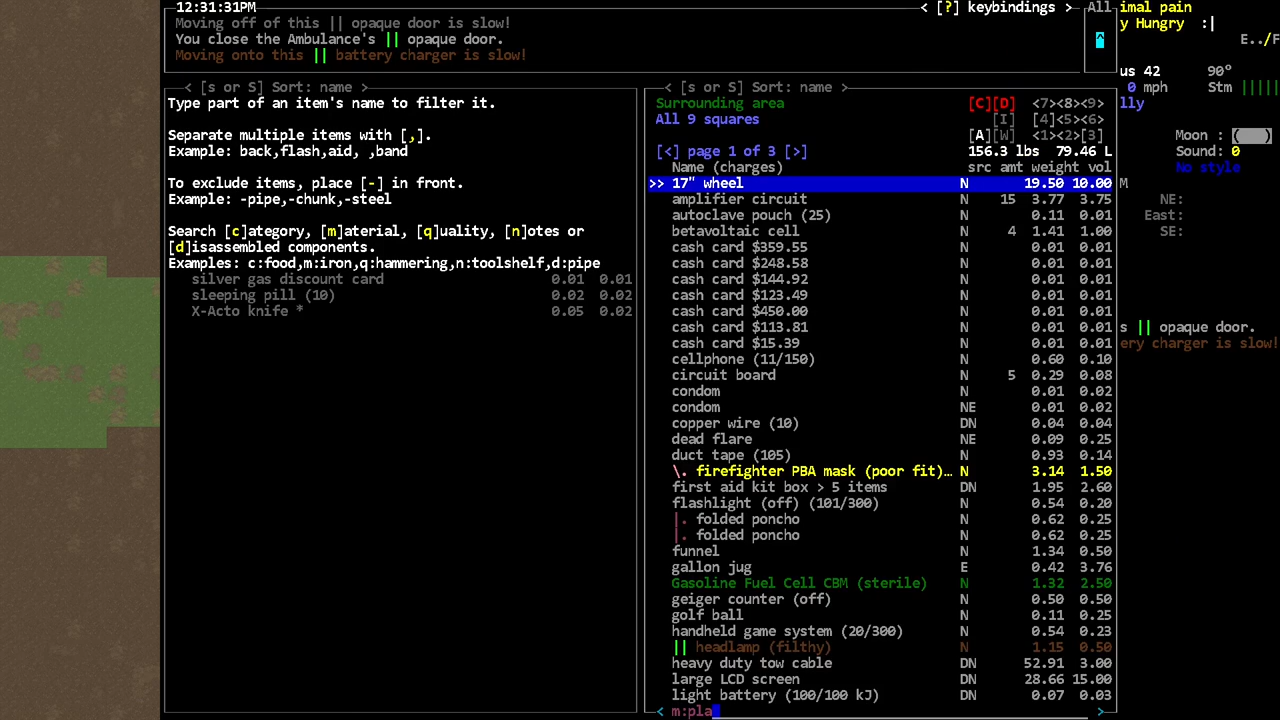 12:31:31PM < [?] keybindings > All imal pain
Moving off of this || opaque door is slow! y Hungry :|
You close the Ambulance's || opaque door. ^ E../F
Moving onto this || battery charger is slow!
us 42 90°
< [s or S] Sort: name > < [s or S] Sort: name > 0 mph Stm |||||
Type part of an item's name to filter it. Surrounding area [C][D] <7><8><9> lly
All 9 squares [I] [4]<5><6>
Separate multiple items with [,]. [A][W] <1><2>[3] Moon : ( )
Example: back,flash,aid, ,band [<] page 1 of 3 [>] 156.3 lbs 79.46 L Sound: 0
Name (charges) src amt weight vol No style
To exclude items, place [-] in front. >> 17" wheel N 19.50 10.00 M
Example: -pipe,-chunk,-steel amplifier circuit N 15 3.77 3.75 NE:
autoclave pouch (25) N 0.11 0.01 East:
Search [c]ategory, [m]aterial, [q]uality, [n]otes or betavoltaic cell N 4 1.41 1.00 SE:
[d]isassembled components. cash card $359.55 N 0.01 0.01
Examples: c:food,m:iron,q:hammering,n:toolshelf,d:pipe cash card $248.58 N 0.01 0.01
silver gas discount card 0.01 0.01 cash card $144.92 N 0.01 0.01
sleeping pill (10) 0.02 0.02 cash card $123.49 N 0.01 0.01
X-Acto knife * 0.05 0.02 cash card $450.00 N 0.01 0.01
cash card $113.81 N 0.01 0.01 s || opaque door.
cash card $15.39 N 0.01 0.01 ery charger is slow!
cellphone (11/150) N 0.60 0.10
circuit board N 5 0.29 0.08
condom N 0.01 0.02
condom NE 0.01 0.02
copper wire (10) DN 0.04 0.04
dead flare NE 0.09 0.25
duct tape (105) N 0.93 0.14
\. firefighter PBA mask (poor fit)… N 3.14 1.50
first aid kit box > 5 items DN 1.95 2.60
flashlight (off) (101/300) N 0.54 0.20
|. folded poncho N 0.62 0.25
|. folded poncho N 0.62 0.25
funnel N 1.34 0.50
gallon jug E 0.42 3.76
Gasoline Fuel Cell CBM (sterile) N 1.32 2.50
geiger counter (off) N 0.50 0.50
golf ball N 0.11 0.25
handheld game system (20/300) N 0.54 0.23
|| headlamp (filthy) N 1.15 0.50
heavy duty tow cable DN 52.91 3.00
large LCD screen DN 28.66 15.00
light battery (100/100 kJ) DN 0.07 0.03
< m:pla >